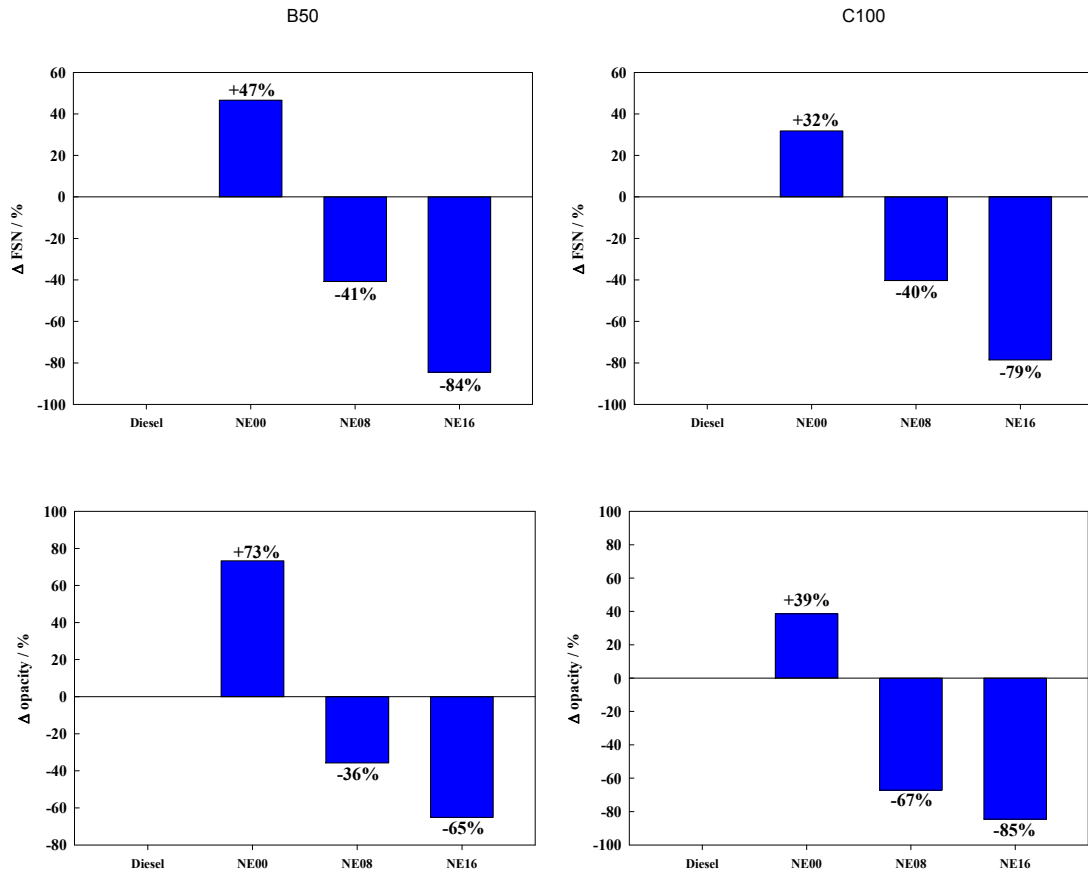 B50
C100
60
40
20
0
-20
-40
-60
-80
-100
Δ FSN / %
+47%
-41%
-84%
Diesel
NE00
NE08
NE16
60
40
20
0
-20
-40
-60
-80
-100
Δ FSN / %
+32%
-40%
-79%
Diesel
NE00
NE08
NE16
100
80
60
40
20
0
-20
-40
-60
-80
Δ opacity / %
+73%
-36%
-65%
Diesel
NE00
NE08
NE16
100
80
60
40
20
0
-20
-40
-60
-80
-100
Δ opacity / %
+39%
-67%
-85%
Diesel
NE00
NE08
NE16